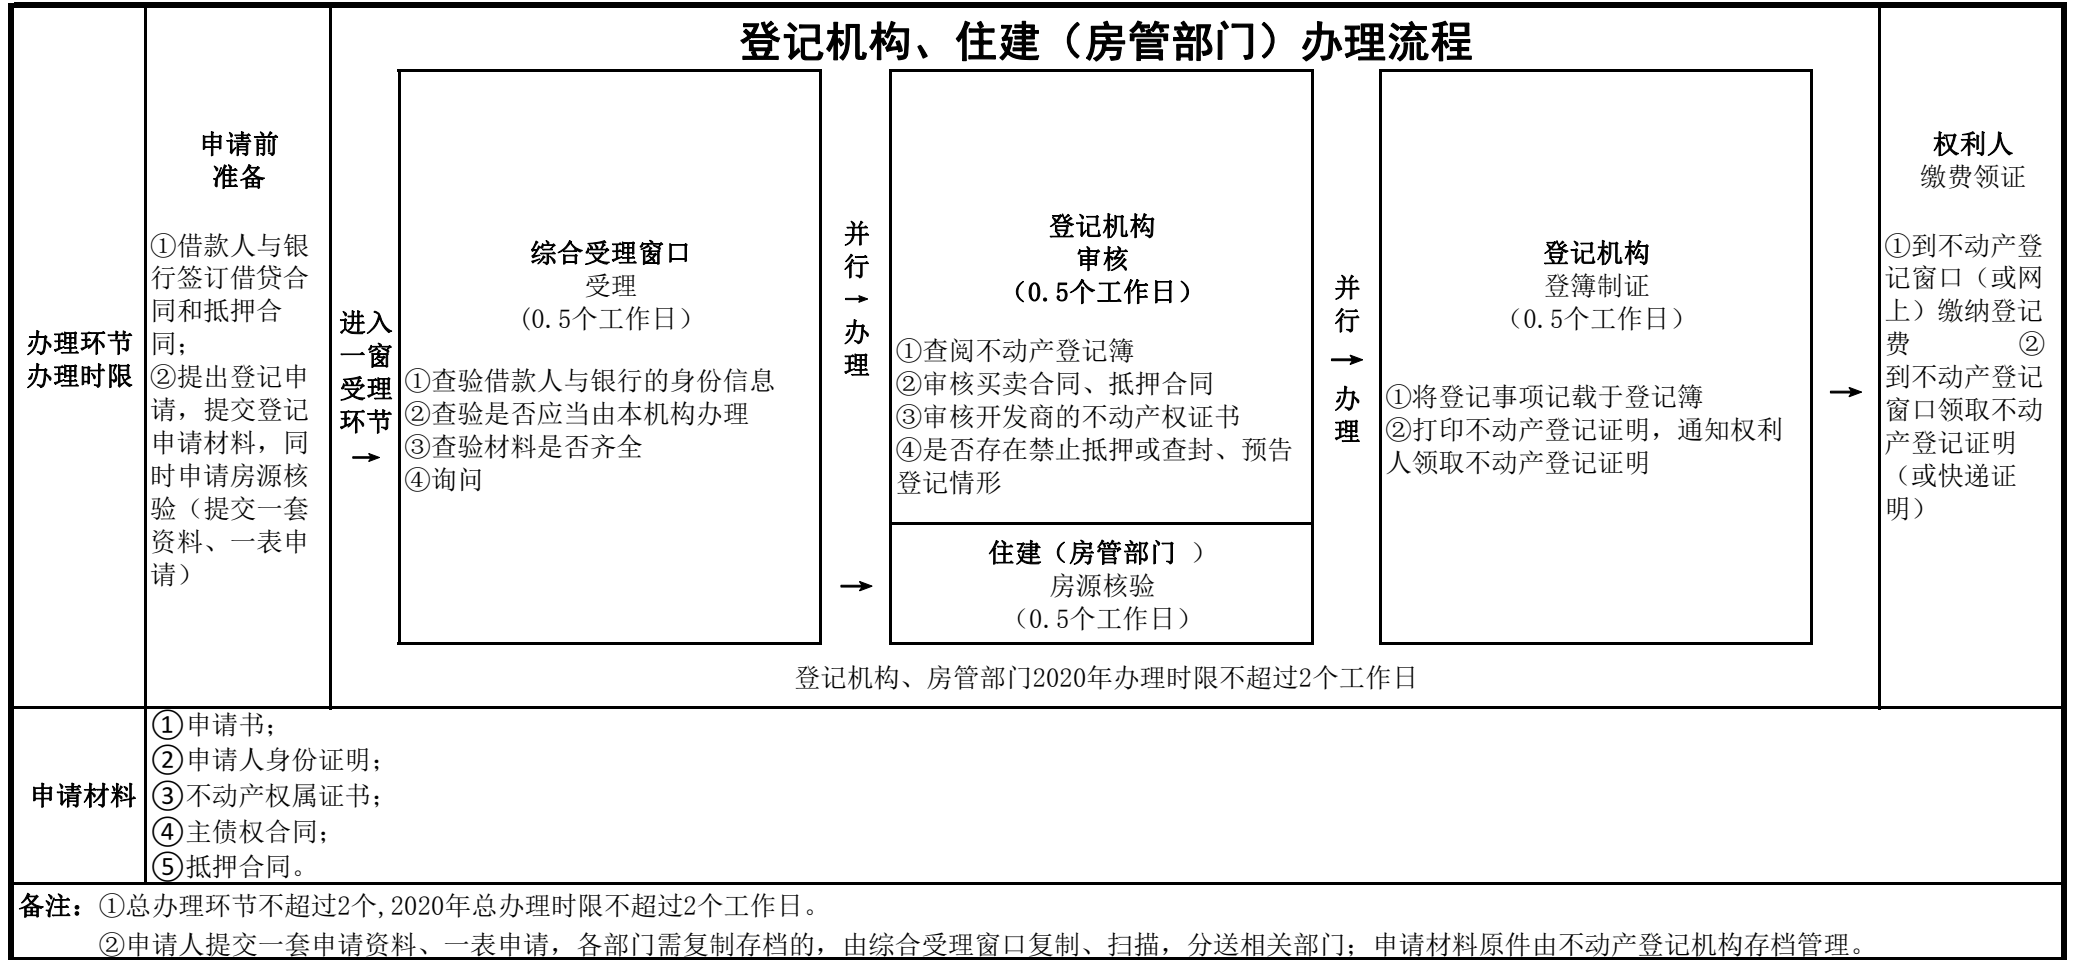 登记机构、住建（房管部门）办理流程
办理环节
办理时限
申请前
准备
①借款人与银
行签订借贷合
同和抵押合
同；
②提出登记申
请，提交登记
申请材料，同
时申请房源核
验（提交一套
资料、一表申
请）
进入
一窗
受理
环节
→
综合受理窗口
受理
(0.5个工作日）
①查验借款人与银行的身份信息
②查验是否应当由本机构办理
③查验材料是否齐全
④询问
并
行
→
办
理
→
登记机构
审核
（0.5个工作日）
①查阅不动产登记簿
②审核买卖合同、抵押合同
③审核开发商的不动产权证书
④是否存在禁止抵押或查封、预告
登记情形
住建（房管部门 ）
房源核验
（0.5个工作日）
并
行
→
办
理
登记机构
登簿制证
（0.5个工作日）
①将登记事项记载于登记簿
②打印不动产登记证明，通知权利
人领取不动产登记证明
→
权利人
缴费领证
①到不动产登
记窗口（或网
上）缴纳登记
费 ②
到不动产登记
窗口领取不动
产登记证明
（或快递证
明）
登记机构、房管部门2020年办理时限不超过2个工作日
申请材料
①申请书；
②申请人身份证明；
③不动产权属证书；
④主债权合同；
⑤抵押合同。
备注：①总办理环节不超过2个,2020年总办理时限不超过2个工作日。
②申请人提交一套申请资料、一表申请，各部门需复制存档的，由综合受理窗口复制、扫描，分送相关部门；申请材料原件由不动产登记机构存档管理。